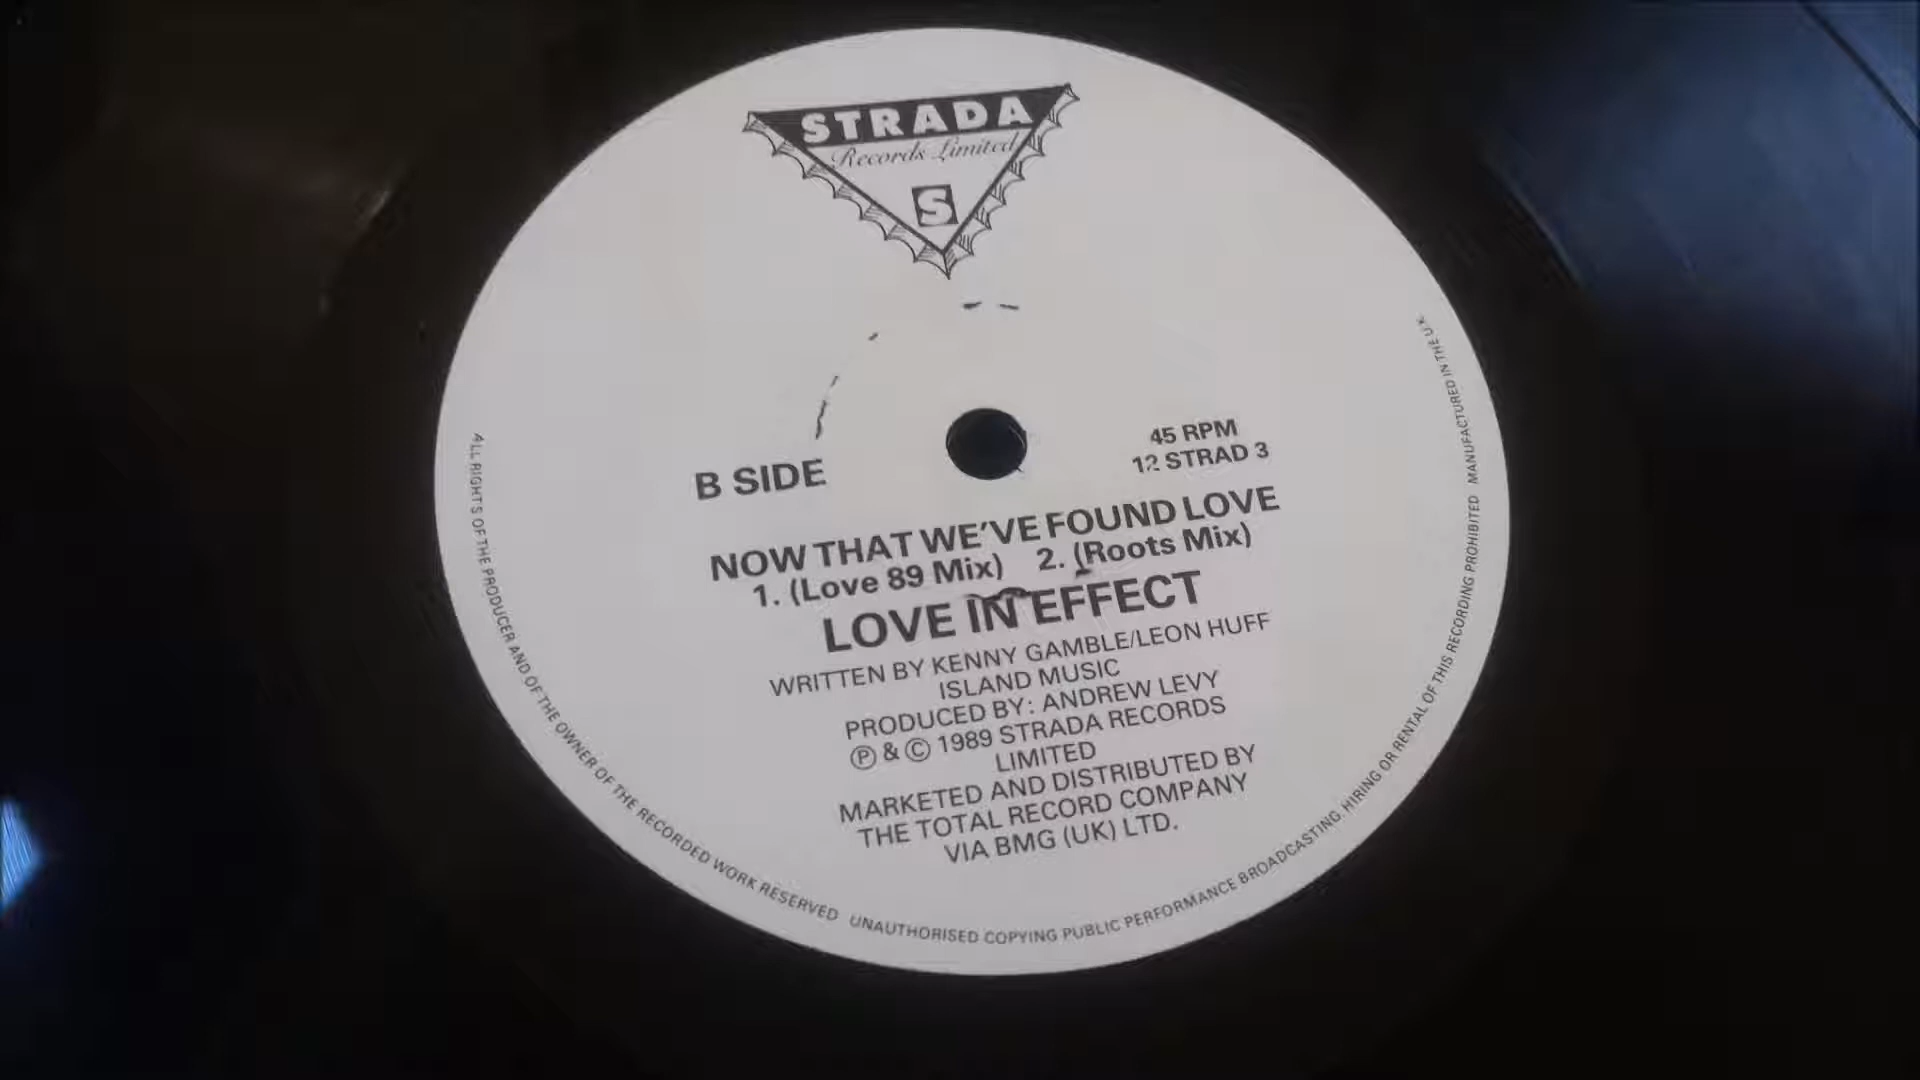 STRADA
Records Limited
S
B SIDE
45 RPM
12 STRAD 3
NOW THAT WE'VE FOUND LOVE
1. (Love 89 Mix) 2. (Roots Mix)
LOVE IN EFFECT
WRITTEN BY KENNY GAMBLE/LEON HUFF
ISLAND MUSIC
PRODUCED BY: ANDREW LEVY
Ⓟ & © 1989 STRADA RECORDS
LIMITED
MARKETED AND DISTRIBUTED BY
THE TOTAL RECORD COMPANY
VIA BMG (UK) LTD.
ALL RIGHTS OF THE PRODUCER AND OF THE OWNER OF THE RECORDED WORK RESERVED UNAUTHORISED COPYING PUBLIC PERFORMANCE BROADCASTING, HIRING OR RENTAL OF THIS RECORDING PROHIBITED MANUFACTURED IN THE U.K.